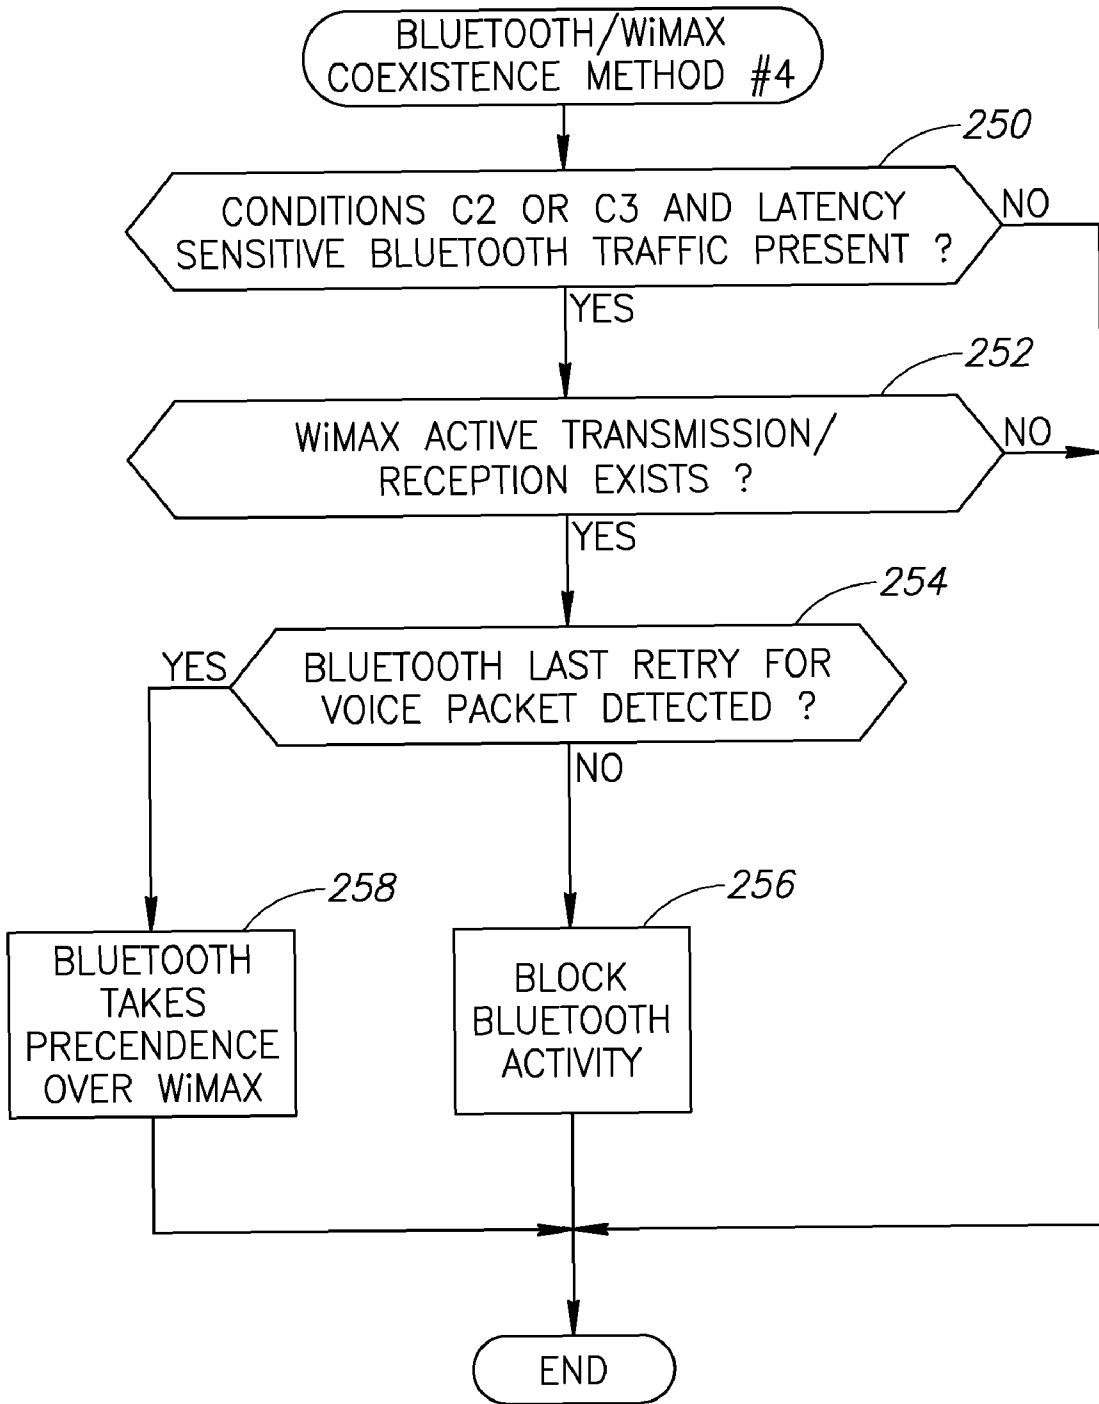 BLUETOOTH/WiMAX
COEXISTENCE METHOD #4
250
CONDITIONS C2 OR C3 AND LATENCY
SENSITIVE BLUETOOTH TRAFFIC PRESENT ?
NO
YES
252
WiMAX ACTIVE TRANSMISSION/
RECEPTION EXISTS ?
NO
YES
254
BLUETOOTH LAST RETRY FOR
VOICE PACKET DETECTED ?
YES
NO
258
BLUETOOTH
TAKES
PRECENDENCE
OVER WiMAX
256
BLOCK
BLUETOOTH
ACTIVITY
END